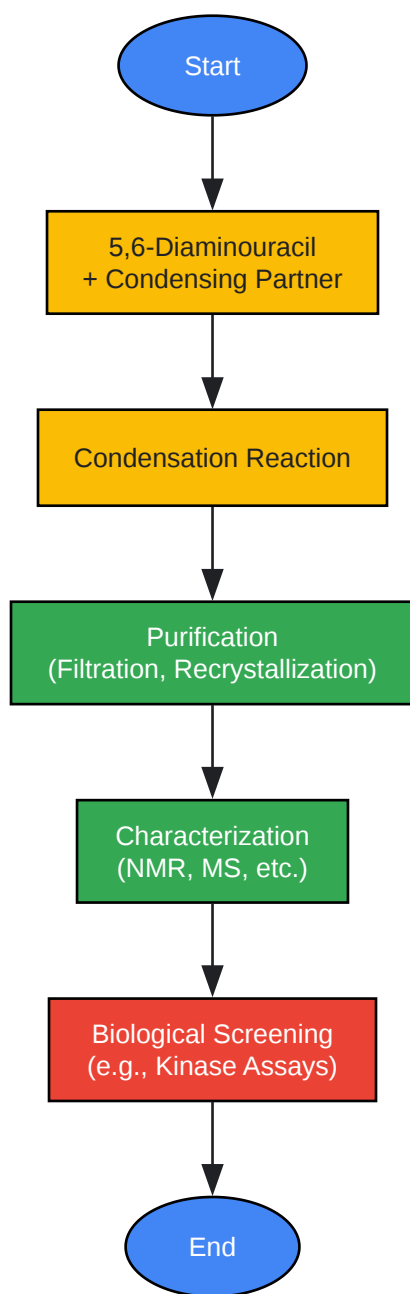 Start
5,6-Diaminouracil
+ Condensing Partner
Condensation Reaction
Purification
(Filtration, Recrystallization)
Characterization
(NMR, MS, etc.)
Biological Screening
(e.g., Kinase Assays)
End